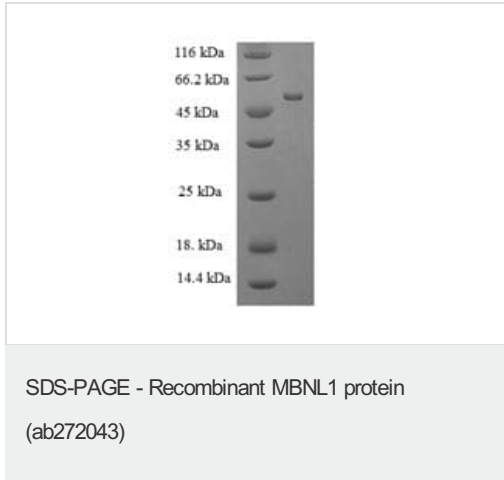 116 kDa
66.2 kDa
45 kDa
35 kDa
25 kDa
18. kDa
14.4 kDa
SDS-PAGE - Recombinant MBNL1 protein
(ab272043)